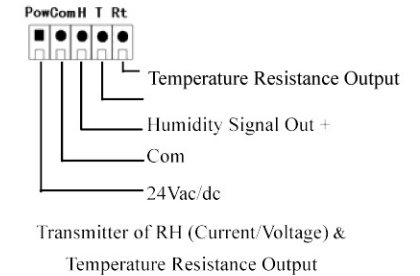 PowComH T Rt
Temperature Resistance Output
Humidity Signal Out +
Com
24Vac/dc
Transmitter of RH (Current/Voltage) &
Temperature Resistance Output